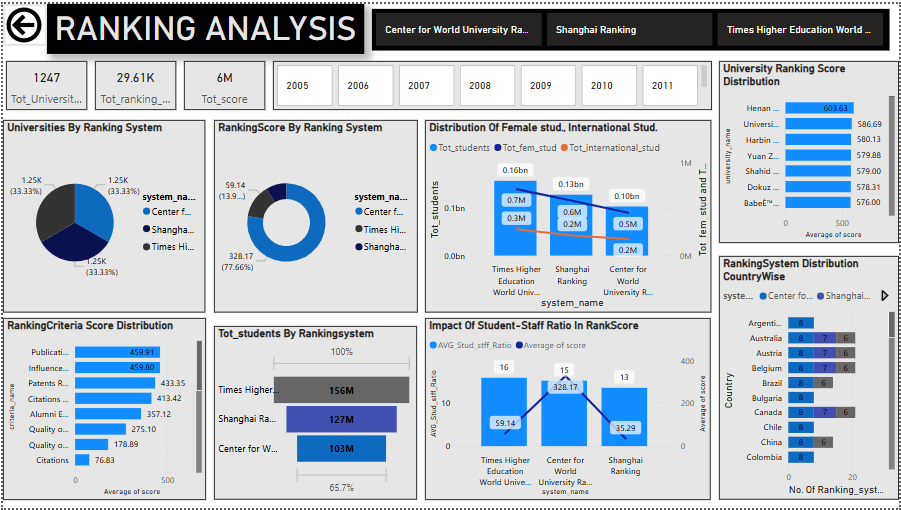 RANKING ANALYSIS
Center for World University Ra...
Shanghai Ranking
Times Higher Education World ...
1247
Tot_Universit...
29.61K
Tot_ranking_...
6M
Tot_score
2005
2006
2007
2008
2009
2010
2011
University Ranking Score
Distribution
university_name
Henan ...
Universi...
Harbin ...
Yuan Z...
Shahid ...
Dokuz ...
BabeÈ™...
603.63
586.69
580.13
579.88
579.00
578.31
576.00
0
500
Average of score
Universities By Ranking System
1.25K
(33.33%)
1.25K
(33.33%)
1.25K
(33.33%)
system_na...
Center f...
Shangha...
Times Hi...
RankingScore By Ranking System
59.14
(13.9...)
328.17
(77.66%)
system_na...
Center f...
Times Hi...
Shangha...
Distribution Of Female stud., International Stud.
Tot_students
Tot_fem_stud
Tot_international_stud
Tot_students
0.1bn
0.0bn
0.16bn
0.13bn
0.10bn
0.7M
0.6M
0.5M
0.3M
0.2M
0.2M
1M
0M
Tot_fem_stud and T...
Times Higher
Education
World Univ...
Shanghai
Ranking
Center for
World
University R...
system_name
RankingSystem Distribution
CountryWise
syste...
Center fo...
Shanghai...
Country
Argenti... 8
Australia 8 7 6
Austria 8 7 6
Belgium 8 7 6
Brazil 8 6
Bulgaria 8
Canada 8 7 6
Chile 8
China 8 6
Colombia 8
0
20
No. Of Ranking_syst...
RankingCriteria Score Distribution
criteria_name
Publicati... 459.91
Influence... 459.80
Patents R... 433.35
Citations ... 413.42
Alumni E... 357.12
Quality o... 275.10
Quality o... 178.89
Citations 76.83
0
500
Average of score
Tot_students By Rankingsystem
100%
Times Higher... 156M
Shanghai Ra... 127M
Center for W... 103M
65.7%
Impact Of Student-Staff Ratio In RankScore
AVG_Stud_stff_Ratio
Average of score
AVG_Stud_stff_Ratio
10
0
16
15
13
59.14
328.17
35.29
400
200
0
Average of score
Times Higher
Education
World Unive...
Center for
World
University Ra...
Shanghai
Ranking
system_name